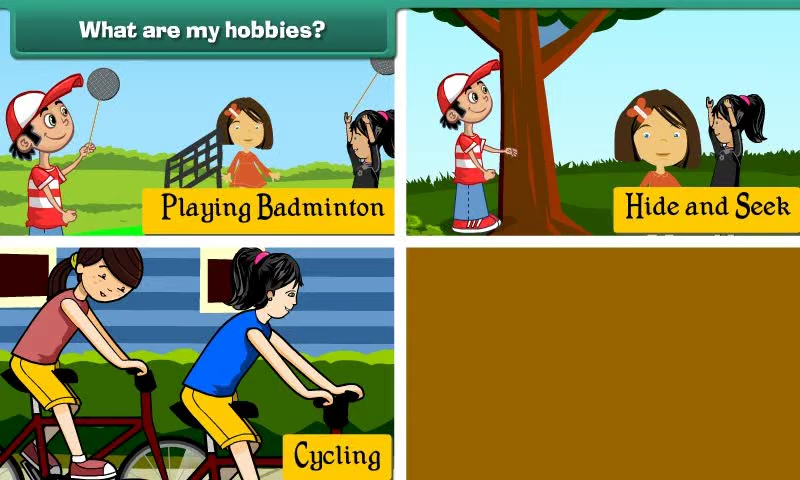 What are my hobbies?
Playing Badminton
Hide and Seek
Cycling